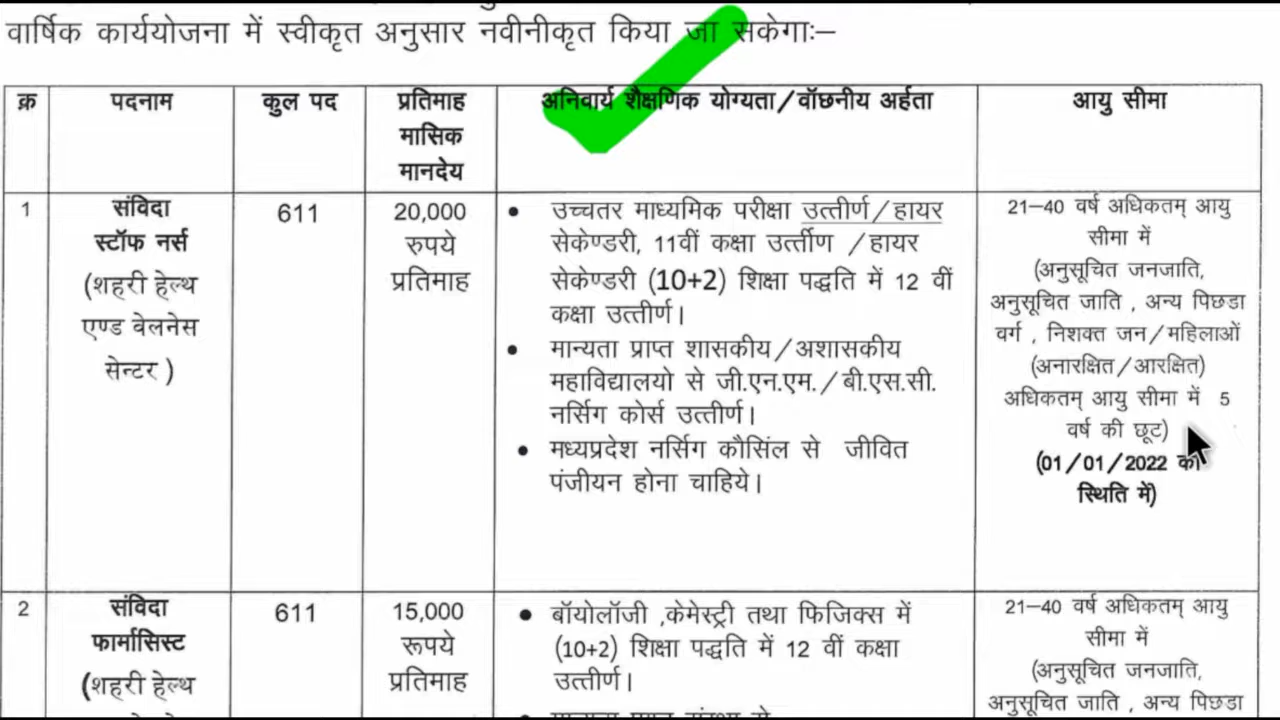 वार्षिक कार्ययोजना में स्वीकृत अनुसार नवीनीकृत किया जा सकेगाः–
क्र
पदनाम
कुल पद
प्रतिमाह
मासिक
मानदेय
अनिवार्य शैक्षणिक योग्यता/वॉछनीय अर्हता
आयु सीमा
1
संविदा
स्टॉफ नर्स
(शहरी हेल्थ
एण्ड वेलनेस
सेन्टर )
611
20,000
रुपये
प्रतिमाह
• उच्चतर माध्यमिक परीक्षा उत्तीर्ण/हायर
सेकेण्डरी, 11वीं कक्षा उर्त्तीण /हायर
सेकेण्डरी (10+2) शिक्षा पद्धति में 12 वीं
कक्षा उत्तीर्ण।
• मान्यता प्राप्त शासकीय/अशासकीय
महाविद्यालयो से जी.एन.एम./बी.एस.सी.
नर्सिग कोर्स उत्तीर्ण।
• मध्यप्रदेश नर्सिग कौसिंल से जीवित
पंजीयन होना चाहिये।
21–40 वर्ष अधिकतम् आयु
सीमा में
(अनुसूचित जनजाति,
अनुसूचित जाति , अन्य पिछडा
वर्ग , निशक्त जन/महिलाओं
(अनारक्षित/आरक्षित)
अधिकतम् आयु सीमा में 5
वर्ष की छूट)
(01/01/2022 की
स्थिति में)
2
संविदा
फार्मासिस्ट
(शहरी हेल्थ
611
15,000
रूपये
प्रतिमाह
• बॉयोलॉजी ,केमेस्ट्री तथा फिजिक्स में
(10+2) शिक्षा पद्धति में 12 वीं कक्षा
उत्तीर्ण।
21–40 वर्ष अधिकतम् आयु
सीमा में
(अनुसूचित जनजाति,
अनुसूचित जाति , अन्य पिछडा